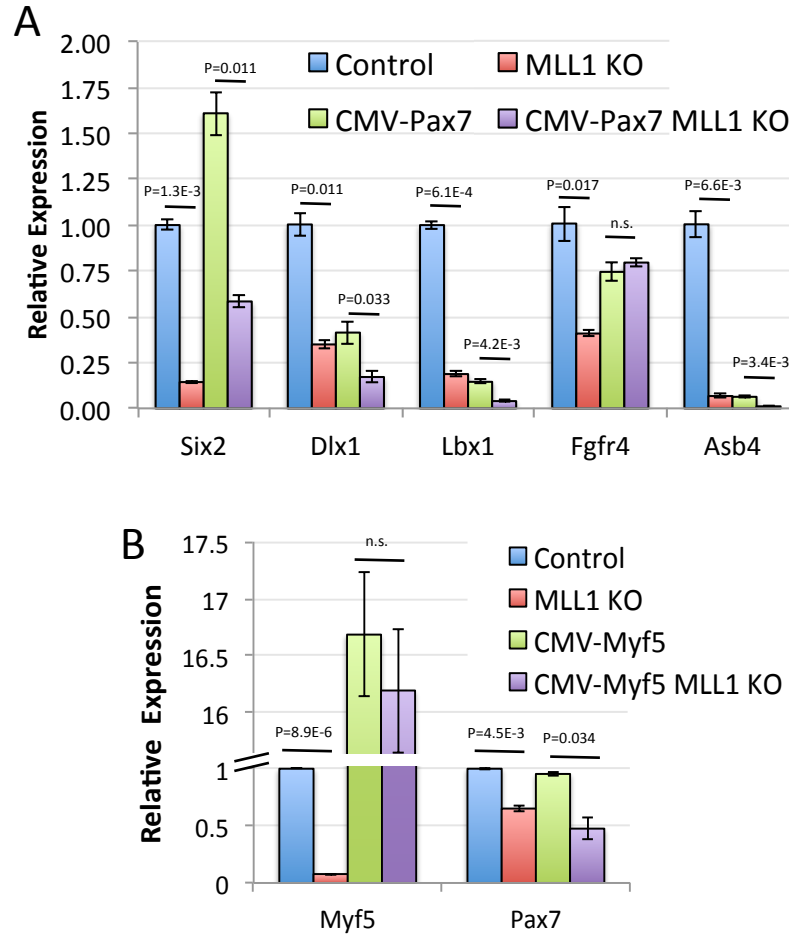 A
2.00
1.75
1.50
1.25
1.00
0.75
0.50
0.25
0.00
Relative Expression
Control
MLL1 KO
CMV-Pax7
CMV-Pax7 MLL1 KO
P=1.3E-3
P=0.011
P=0.011
P=0.033
P=6.1E-4
P=4.2E-3
P=0.017
n.s.
P=6.6E-3
P=3.4E-3
Six2
Dlx1
Lbx1
Fgfr4
Asb4
B
17.5
17
16.5
16
1
0.5
0
Relative Expression
Control
MLL1 KO
CMV-Myf5
CMV-Myf5 MLL1 KO
P=8.9E-6
n.s.
P=4.5E-3
P=0.034
Myf5
Pax7